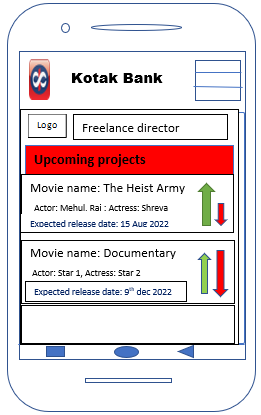 Kotak Bank
Logo
Freelance director
Upcoming projects
Movie name: The Heist Army
Actor: Mehul. Rai : Actress: Shreva
Expected release date: 15 Aug 2022
Movie name: Documentary
Actor: Star 1, Actress: Star 2
Expected release date: 9th dec 2022